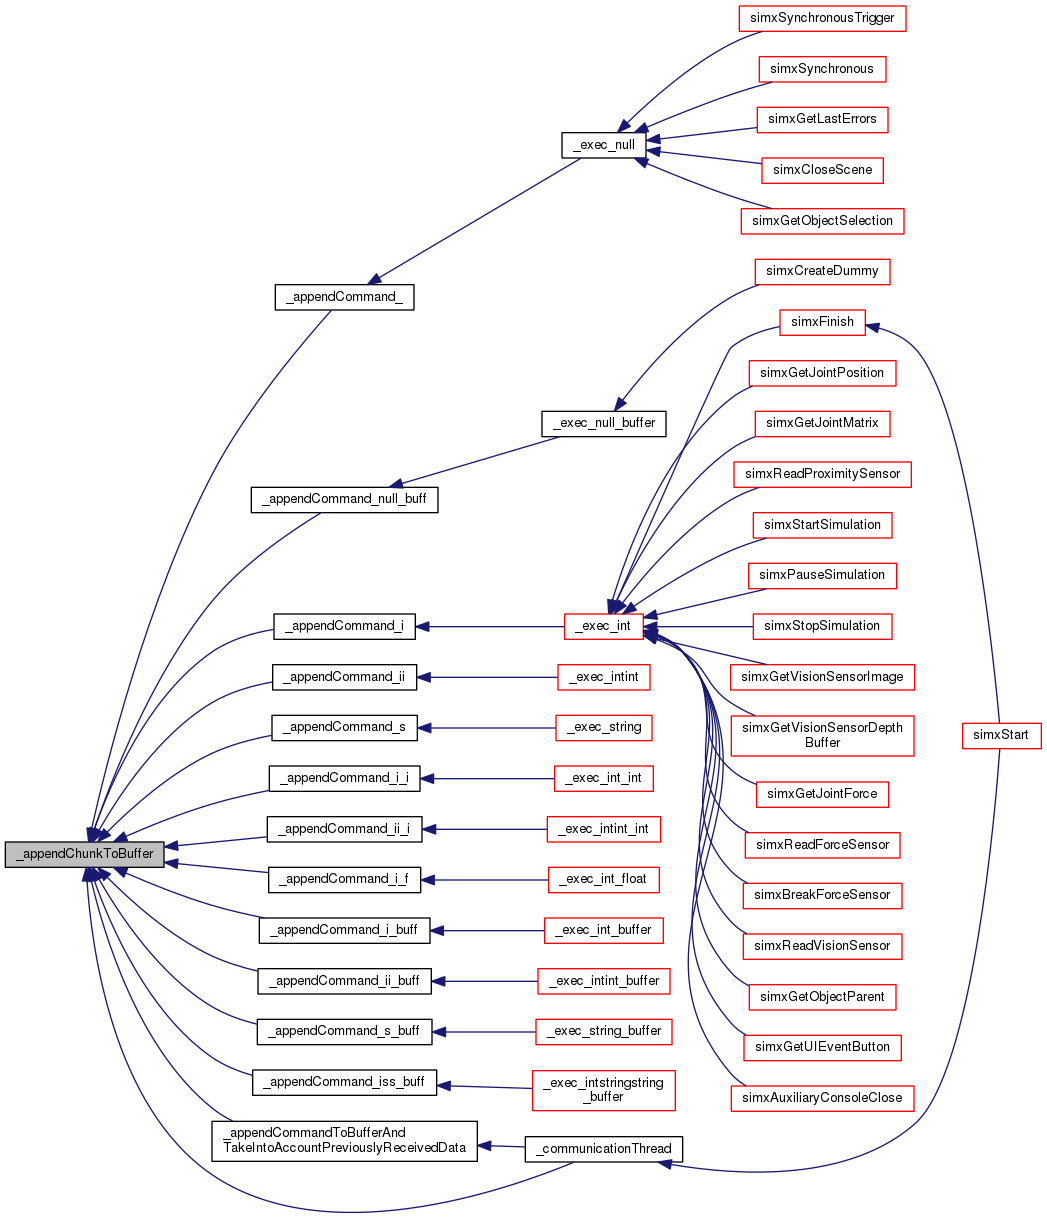 simxSynchronousTrigger
simxSynchronous
simxGetLastErrors
_exec_null
simxCloseScene
simxGetObjectSelection
simxCreateDummy
_appendCommand_
simxFinish
simxGetJointPosition
_exec_null_buffer
simxGetJointMatrix
simxReadProximitySensor
_appendCommand_null_buff
simxStartSimulation
simxPauseSimulation
_appendCommand_i
_exec_int
simxStopSimulation
_appendCommand_ii
_exec_intint
simxGetVisionSensorImage
_appendCommand_s
_exec_string
simxGetVisionSensorDepth
Buffer
simxStart
_appendCommand_i_i
_exec_int_int
simxGetJointForce
_appendCommand_ii_i
_exec_intint_int
simxReadForceSensor
_appendChunkToBuffer
_appendCommand_i_f
_exec_int_float
simxBreakForceSensor
_appendCommand_i_buff
_exec_int_buffer
simxReadVisionSensor
_appendCommand_ii_buff
_exec_intint_buffer
simxGetObjectParent
_appendCommand_s_buff
_exec_string_buffer
simxGetUIEventButton
_appendCommand_iss_buff
_exec_intstringstring
_buffer
simxAuxiliaryConsoleClose
_appendCommandToBufferAnd
TakeIntoAccountPreviouslyReceivedData
_communicationThread